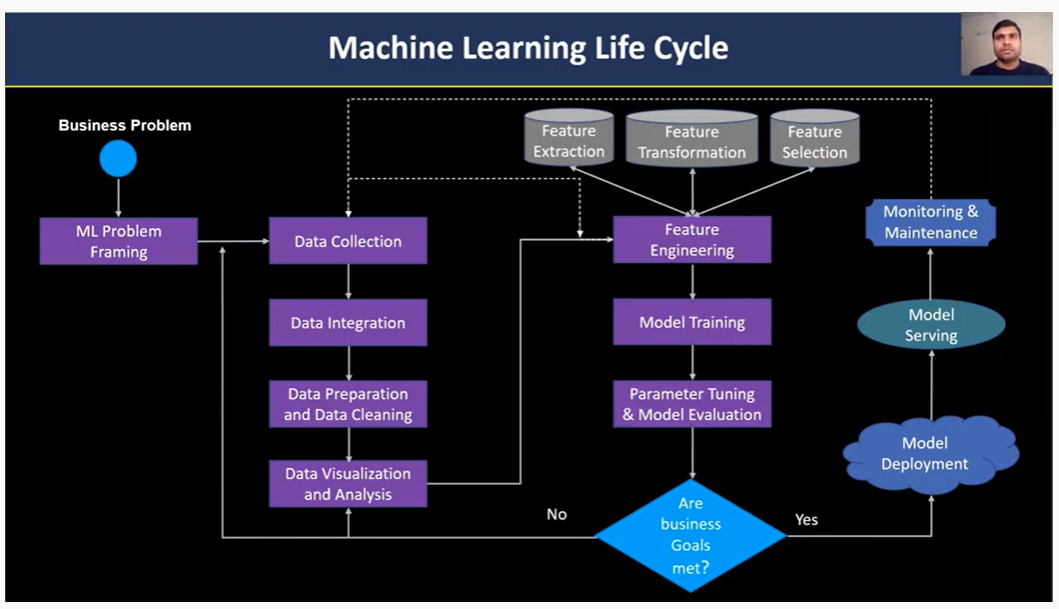 Machine Learning Life Cycle
Business Problem
ML Problem
Framing
Data Collection
Data Integration
Data Preparation
and Data Cleaning
Data Visualization
and Analysis
Feature
Extraction
Feature
Transformation
Feature
Selection
Feature
Engineering
Model Training
Parameter Tuning
& Model Evaluation
Are
business
Goals
met?
No
Yes
Model
Deployment
Model
Serving
Monitoring &
Maintenance